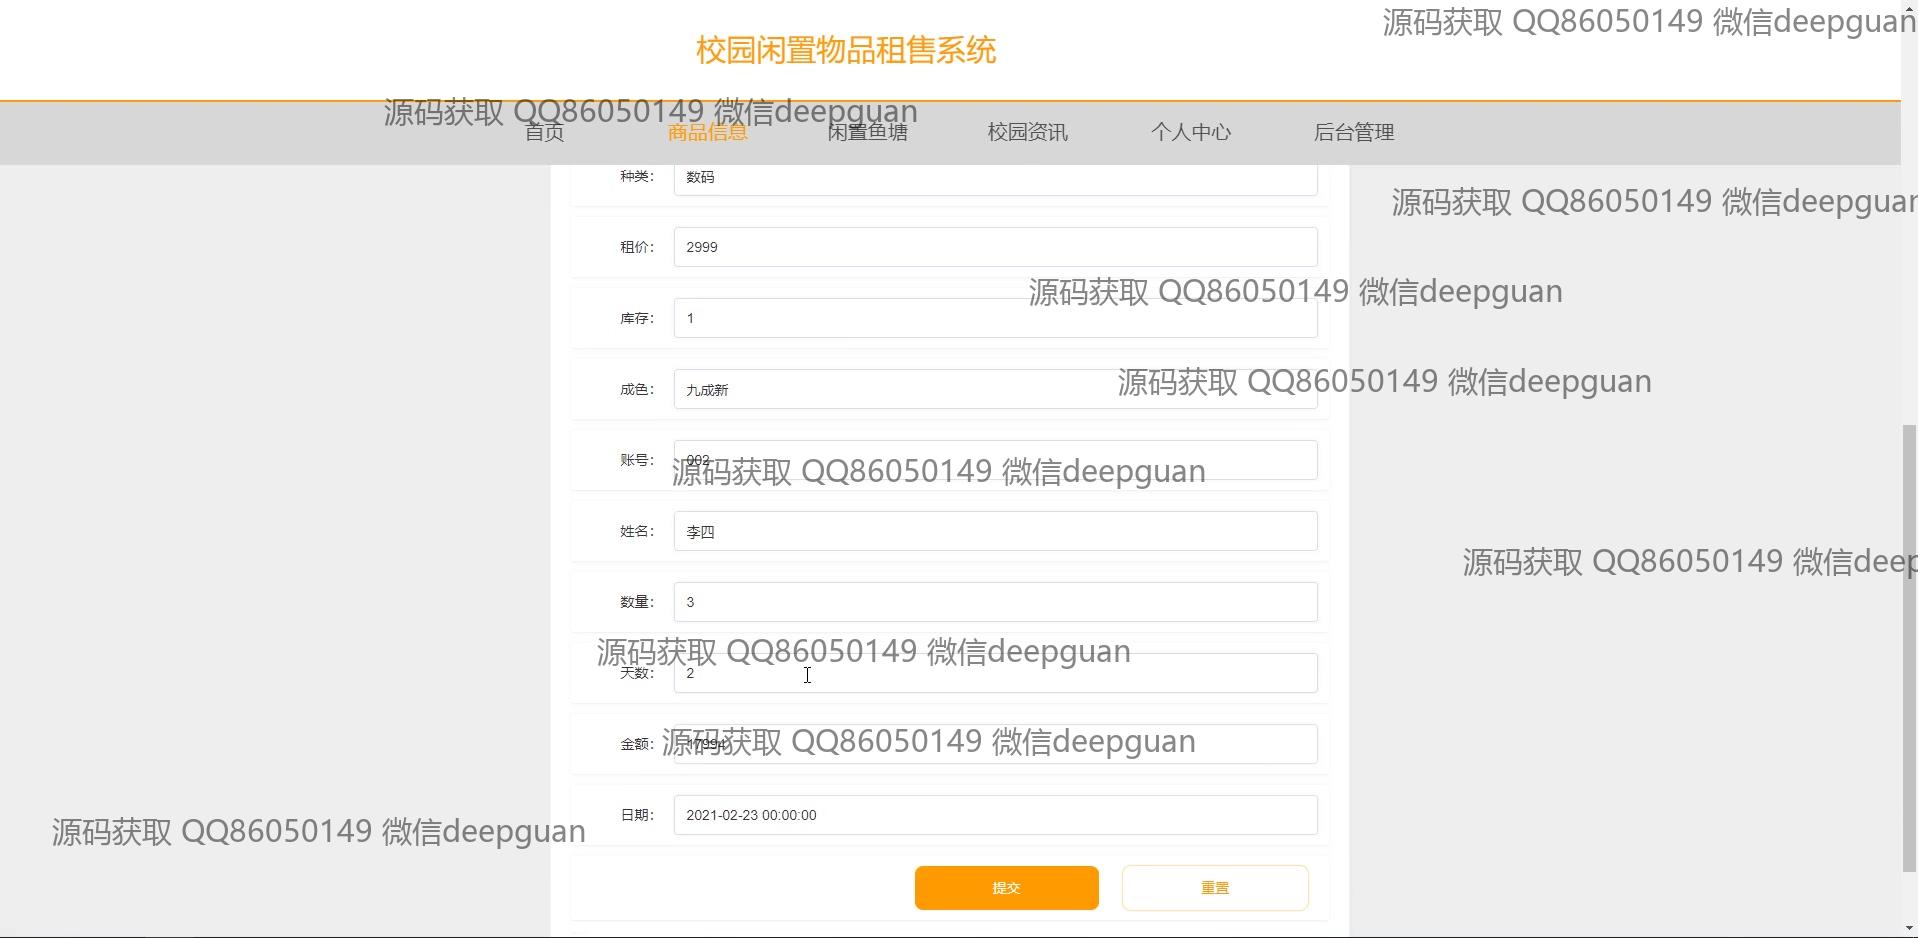 源码获取 QQ86050149 微信deepguan
校园闲置物品租售系统
源码获取 QQ86050149 微信deepguan
首页 商品信息 闲置鱼塘 校园资讯 个人中心 后台管理
种类： 数码
源码获取 QQ86050149 微信deepguan
租价： 2999
源码获取 QQ86050149 微信deepguan
库存： 1
源码获取 QQ86050149 微信deepguan
成色： 九成新
账号： 002
源码获取 QQ86050149 微信deepguan
姓名： 李四
源码获取 QQ86050149 微信deep
数量： 3
源码获取 QQ86050149 微信deepguan
天数： 2
金额： 17994
源码获取 QQ86050149 微信deepguan
日期： 2021-02-23 00:00:00
源码获取 QQ86050149 微信deepguan
提交 重置